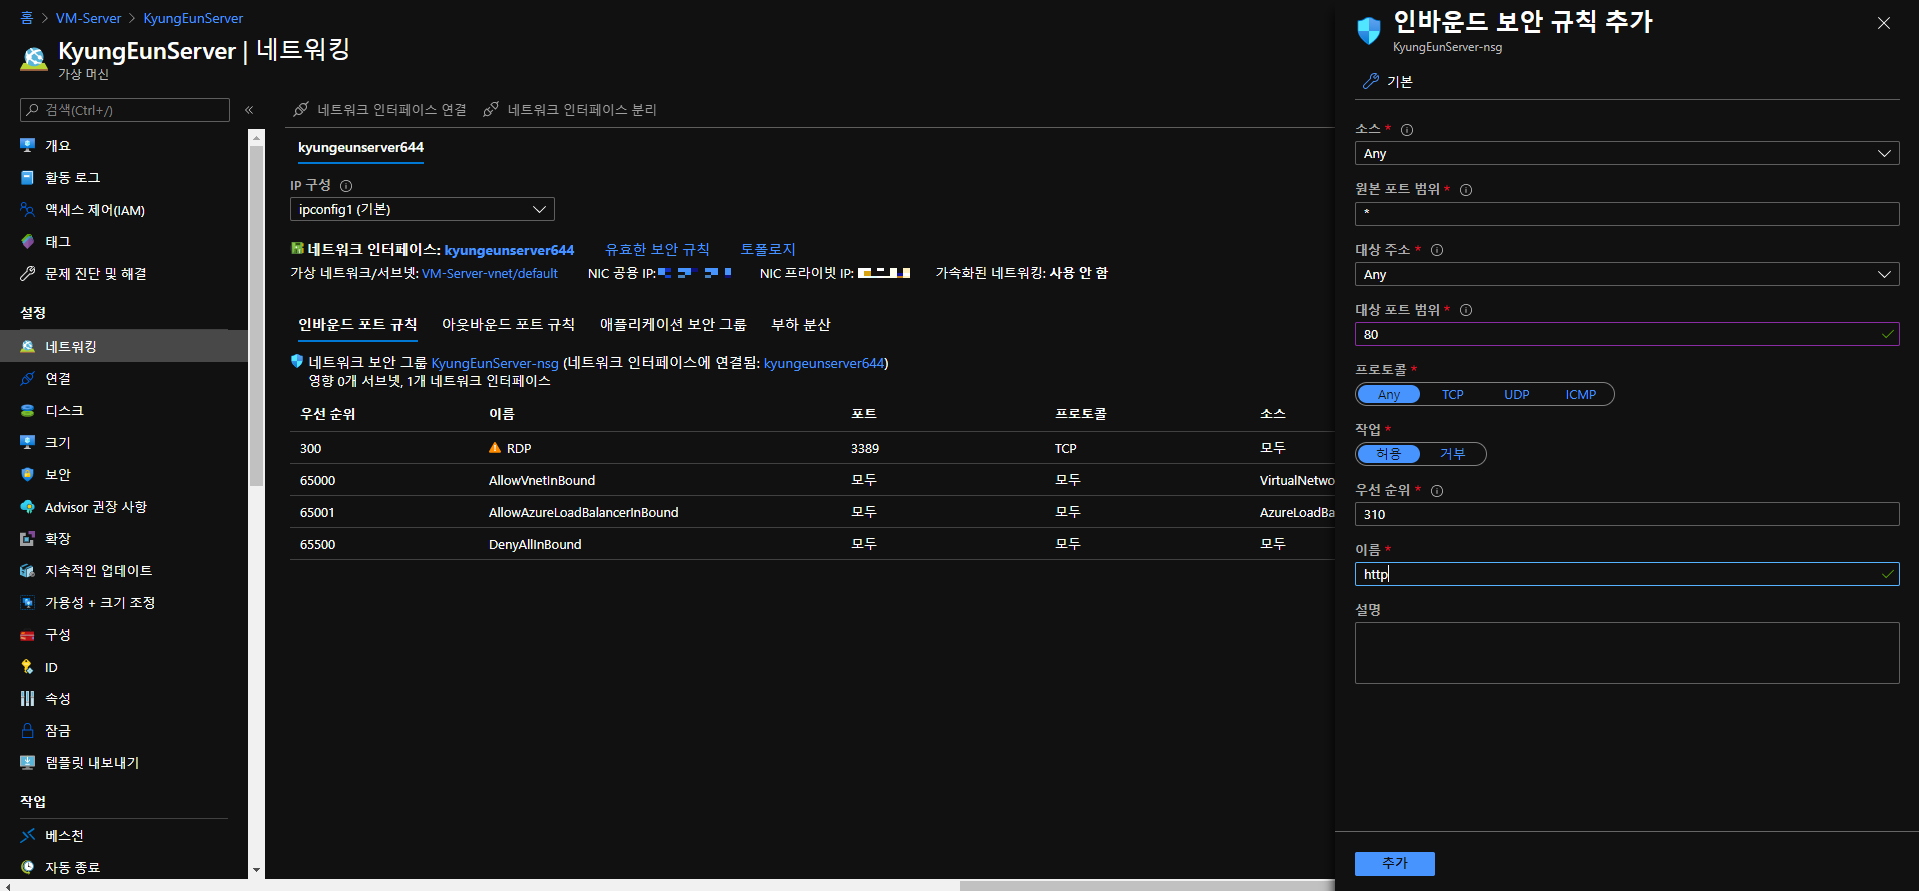 홈 > VM-Server > KyungEunServer
KyungEunServer | 네트워킹
가상 머신
검색(Ctrl+/)
«
개요
활동 로그
액세스 제어(IAM)
태그
문제 진단 및 해결
설정
네트워킹
연결
디스크
크기
보안
Advisor 권장 사항
확장
지속적인 업데이트
가용성 + 크기 조정
구성
ID
속성
잠금
템플릿 내보내기
작업
베스천
자동 종료
네트워크 인터페이스 연결 네트워크 인터페이스 분리
kyungeunserver644
IP 구성
ipconfig1 (기본)
네트워크 인터페이스: kyungeunserver644 유효한 보안 규칙 토폴로지
가상 네트워크/서브넷: VM-Server-vnet/default NIC 공용 IP: NIC 프라이빗 IP: 가속화된 네트워킹: 사용 안 함
인바운드 포트 규칙 아웃바운드 포트 규칙 애플리케이션 보안 그룹 부하 분산
네트워크 보안 그룹 KyungEunServer-nsg (네트워크 인터페이스에 연결됨: kyungeunserver644)
영향 0개 서브넷, 1개 네트워크 인터페이스
우선 순위 이름 포트 프로토콜 소스
300 RDP 3389 TCP 모두
65000 AllowVnetInBound 모두 모두 VirtualNetwo
65001 AllowAzureLoadBalancerInBound 모두 모두 AzureLoadBa
65500 DenyAllInBound 모두 모두 모두
인바운드 보안 규칙 추가
KyungEunServer-nsg
기본
소스 *
Any
원본 포트 범위 *
*
대상 주소 *
Any
대상 포트 범위 *
80
프로토콜 *
Any TCP UDP ICMP
작업 *
허용 거부
우선 순위 *
310
이름 *
http
설명
추가